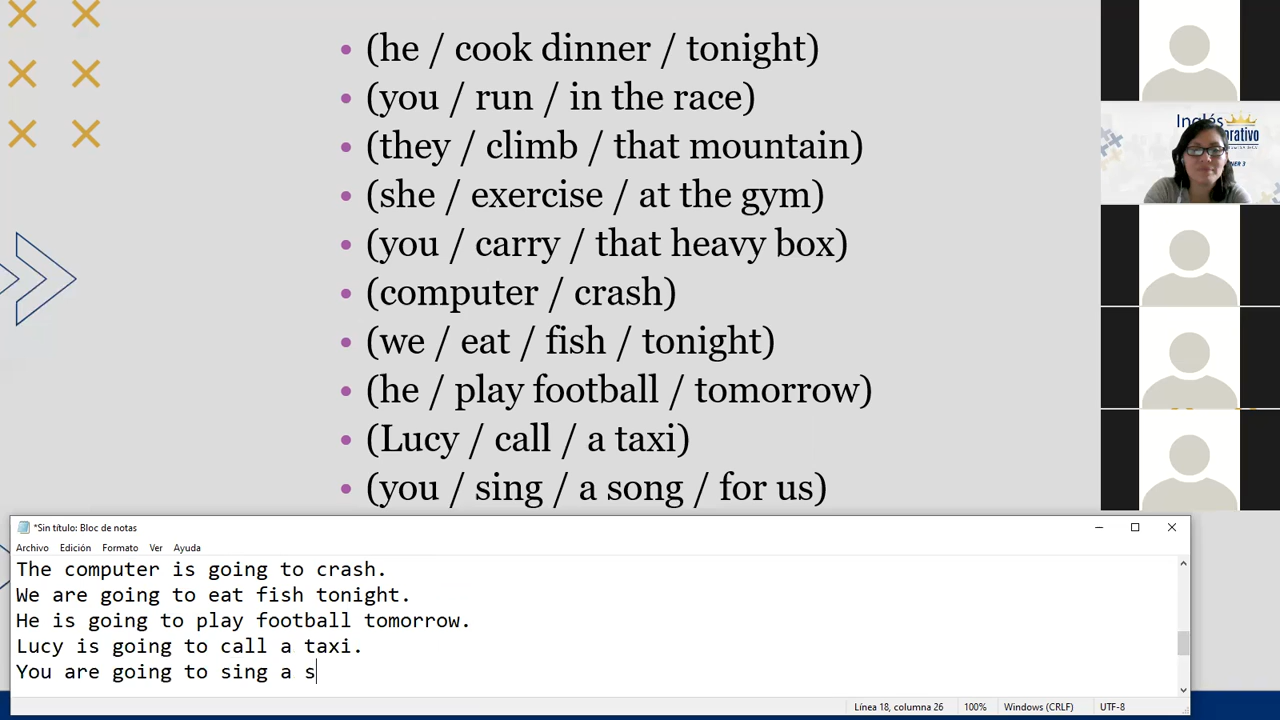 (he / cook dinner / tonight)
(you / run / in the race)
(they / climb / that mountain)
(she / exercise / at the gym)
(you / carry / that heavy box)
(computer / crash)
(we / eat / fish / tonight)
(he / play football / tomorrow)
(Lucy / call / a taxi)
(you / sing / a song / for us)
*Sin título: Bloc de notas
Archivo Edición Formato Ver Ayuda
The computer is going to crash.
We are going to eat fish tonight.
He is going to play football tomorrow.
Lucy is going to call a taxi.
You are going to sing a s
Línea 18, columna 26 100% Windows (CRLF) UTF-8